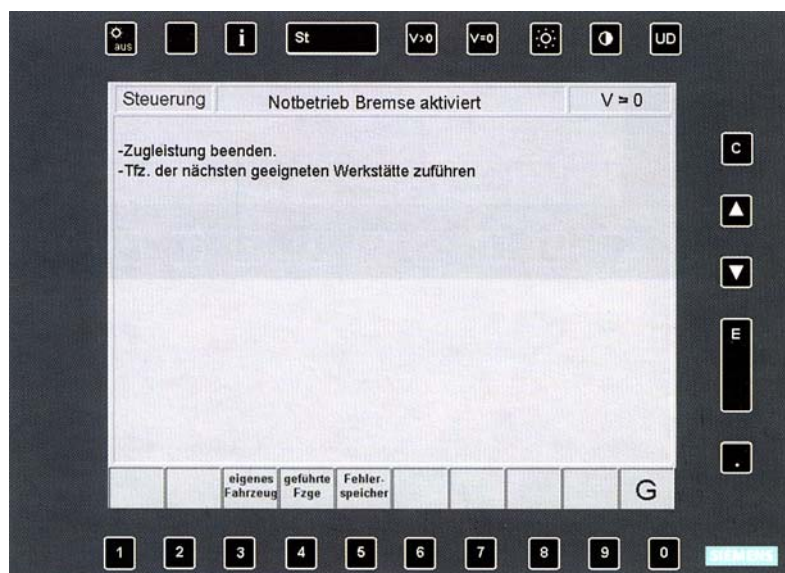 aus
i
St
V>0
V=0
UD
Steuerung
Notbetrieb Bremse aktiviert
V = 0
-Zugleistung beenden.
-Tfz. der nächsten geeigneten Werkstätte zuführen
C
E
.
eigenes
Fahrzeug
geführte
Fzge
Fehler-
speicher
G
1
2
3
4
5
6
7
8
9
0
SIEMENS